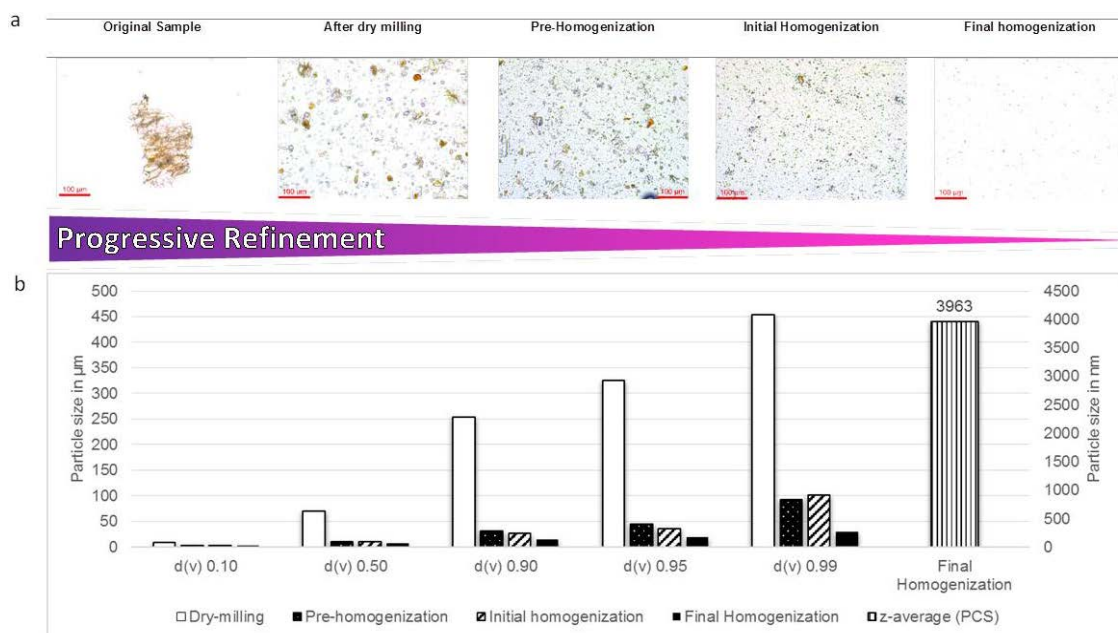 a
Original Sample After dry milling Pre-Homogenization Initial Homogenization Final homogenization
100 µm 100 µm 100 µm 100 µm 100 µm
Progressive Refinement
b
Particle size in µm
500
450
400
350
300
250
200
150
100
50
0
3963
4500
4000
3500
3000
2500
2000
1500
1000
500
0
Particle size in nm
d(v) 0.10 d(v) 0.50 d(v) 0.90 d(v) 0.95 d(v) 0.99 Final
Homogenization
Dry-milling Pre-homogenization Initial homogenization Final Homogenization z-average (PCS)